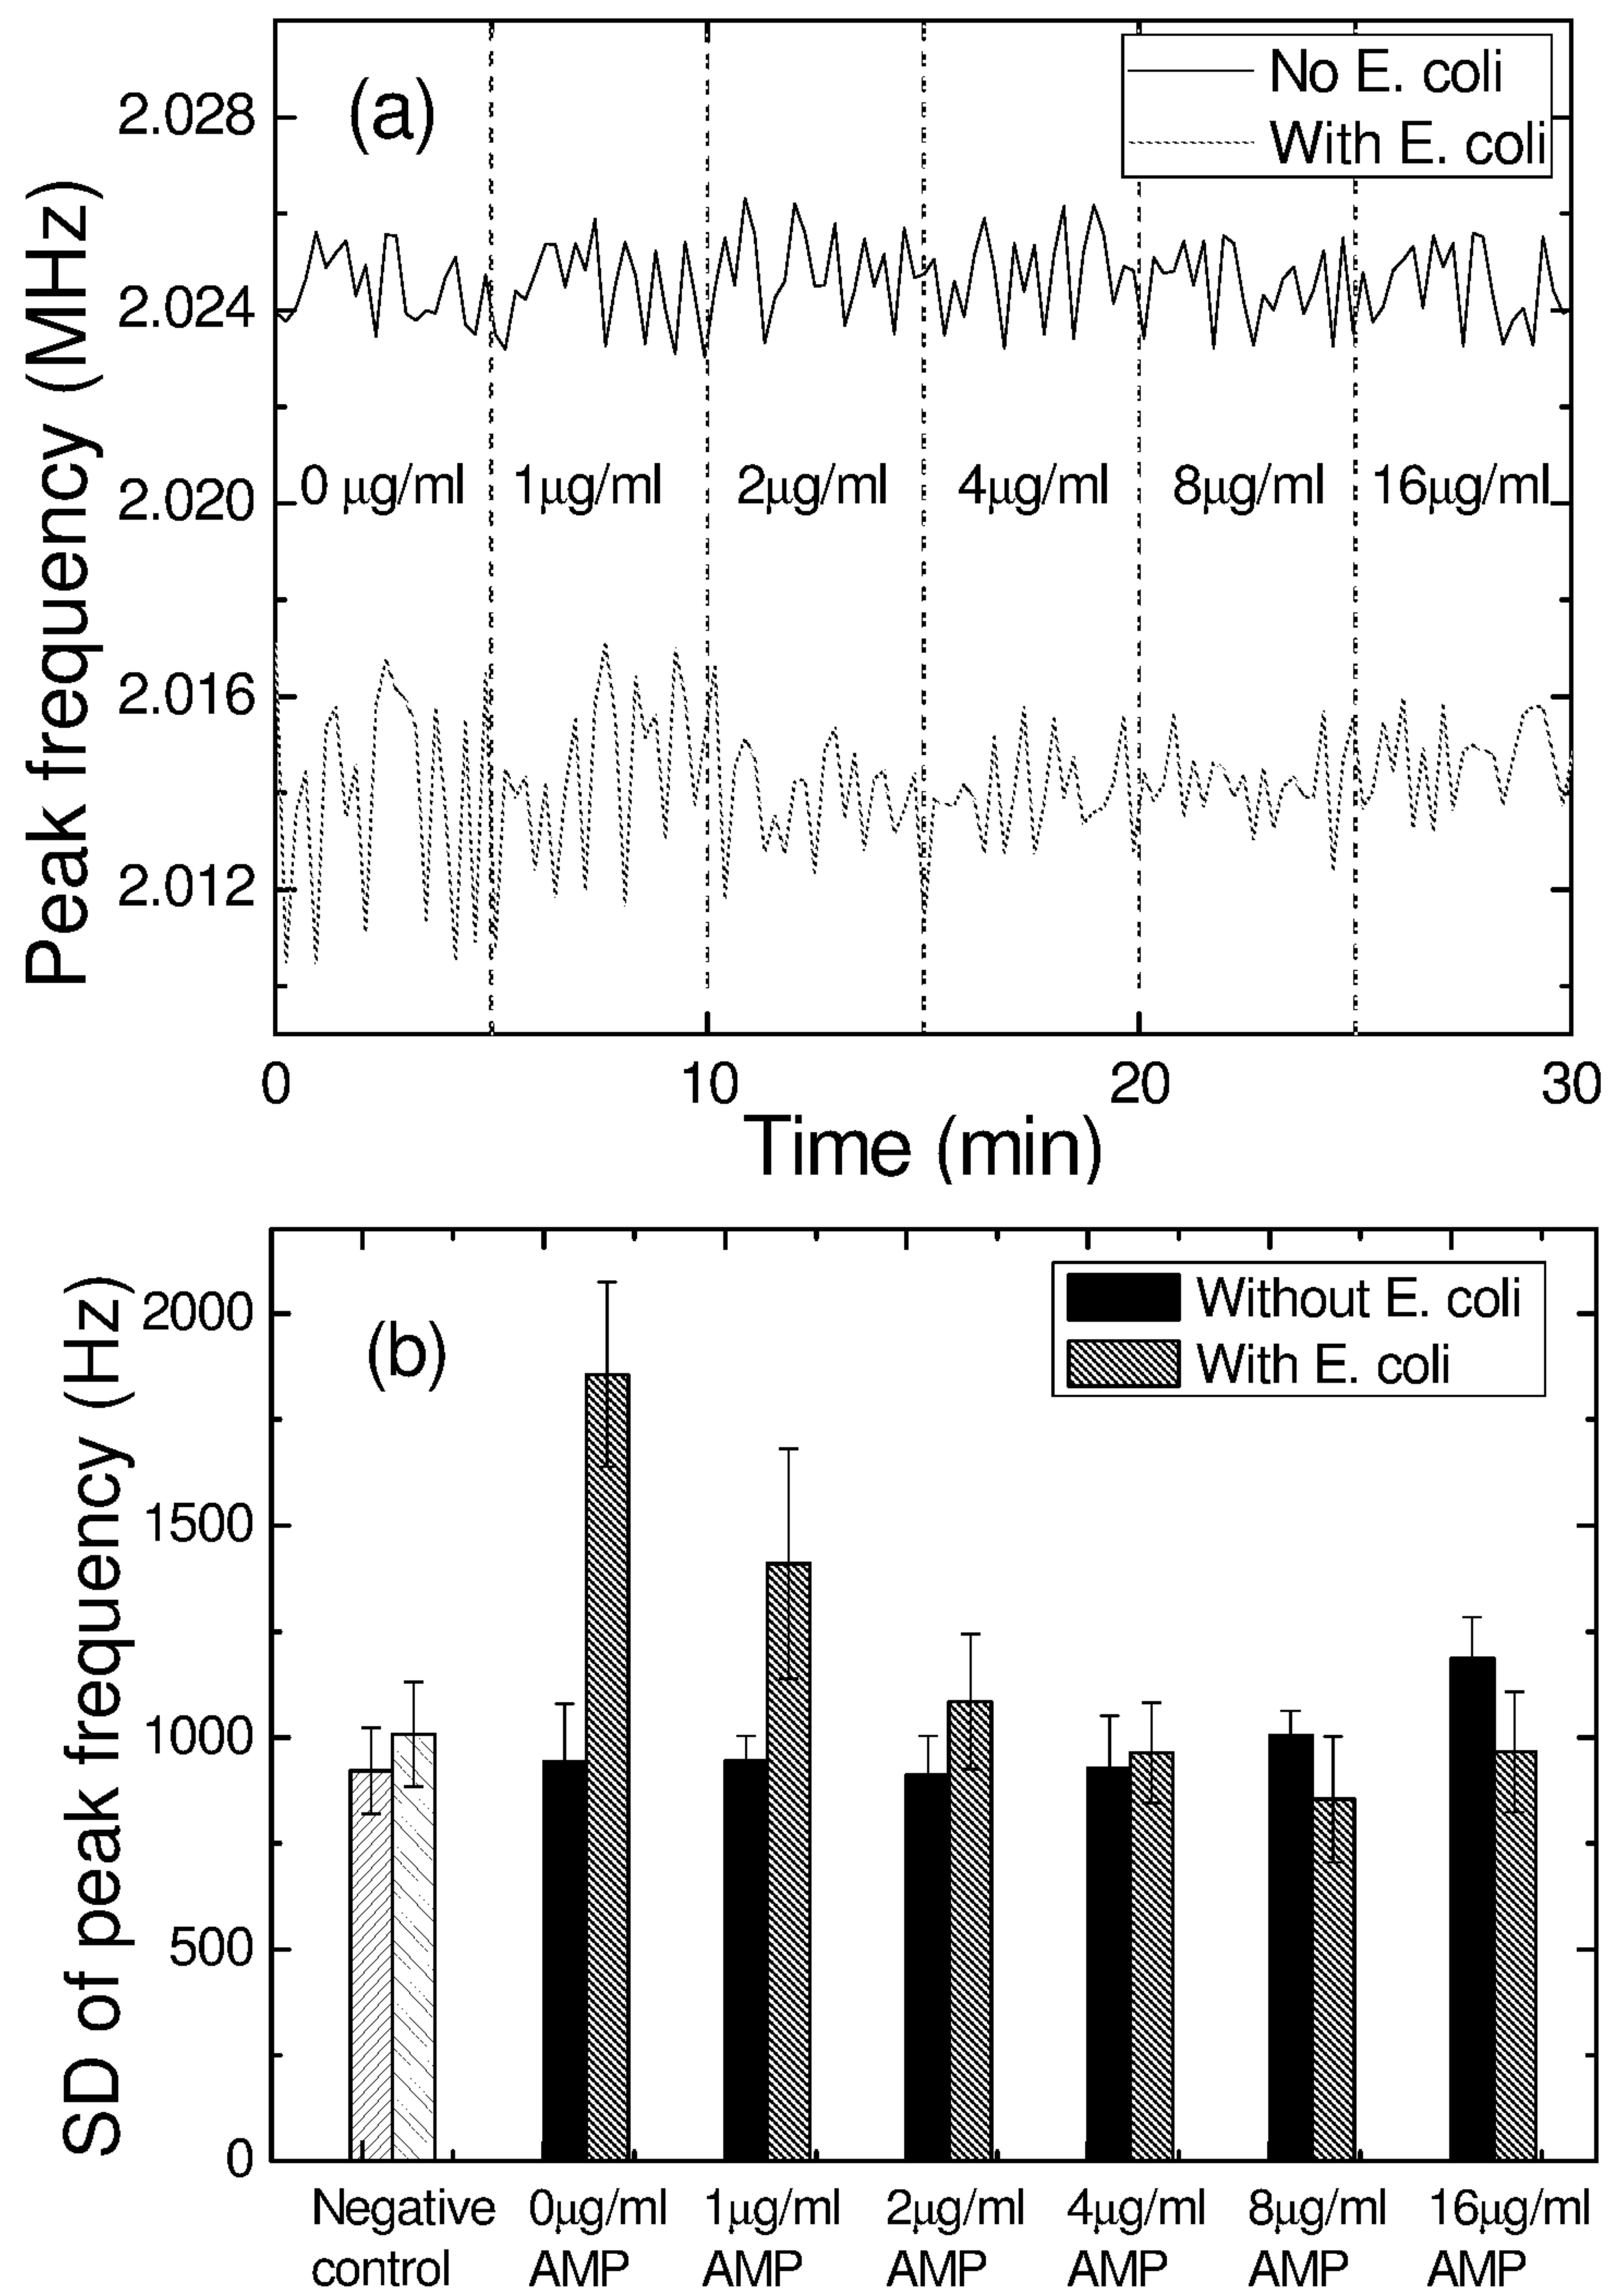 (a)
No E. coli
With E. coli
Peak frequency (MHz)
2.028
2.024
2.020
2.016
2.012
0 μg/ml 1μg/ml 2μg/ml 4μg/ml 8μg/ml 16μg/ml
0 10 20 30
Time (min)
(b)
Without E. coli
With E. coli
SD of peak frequency (Hz)
2000
1500
1000
500
0
Negative control
0μg/ml AMP
1μg/ml AMP
2μg/ml AMP
4μg/ml AMP
8μg/ml AMP
16μg/ml AMP